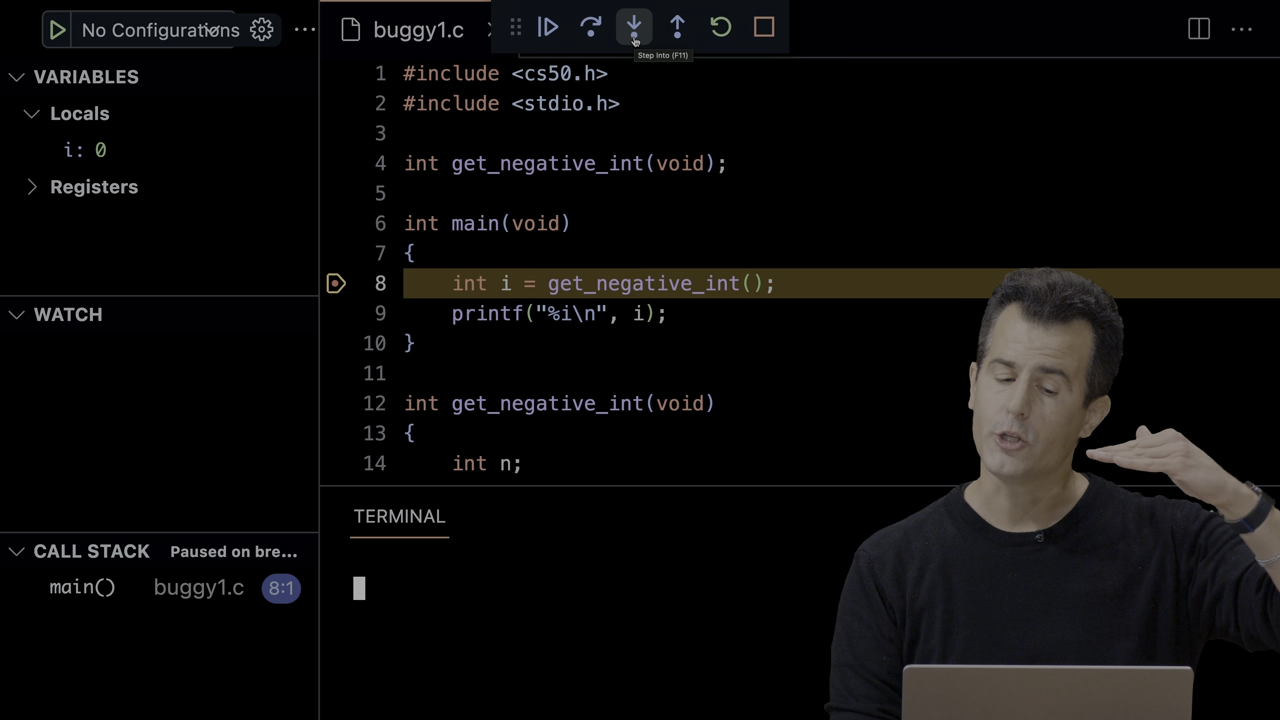 No Configurations
buggy1.c
Step Into (F11)
VARIABLES
Locals
i: 0
Registers
WATCH
CALL STACK Paused on bre...
main() buggy1.c 8:1
1 #include <cs50.h>
2 #include <stdio.h>
3
4 int get_negative_int(void);
5
6 int main(void)
7 {
8 int i = get_negative_int();
9 printf("%i\n", i);
10 }
11
12 int get_negative_int(void)
13 {
14 int n;
TERMINAL